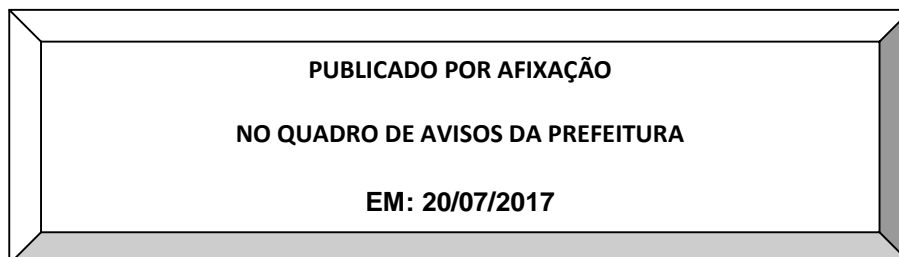 PUBLICADO POR AFIXAÇÃO
NO QUADRO DE AVISOS DA PREFEITURA
EM: 20/07/2017